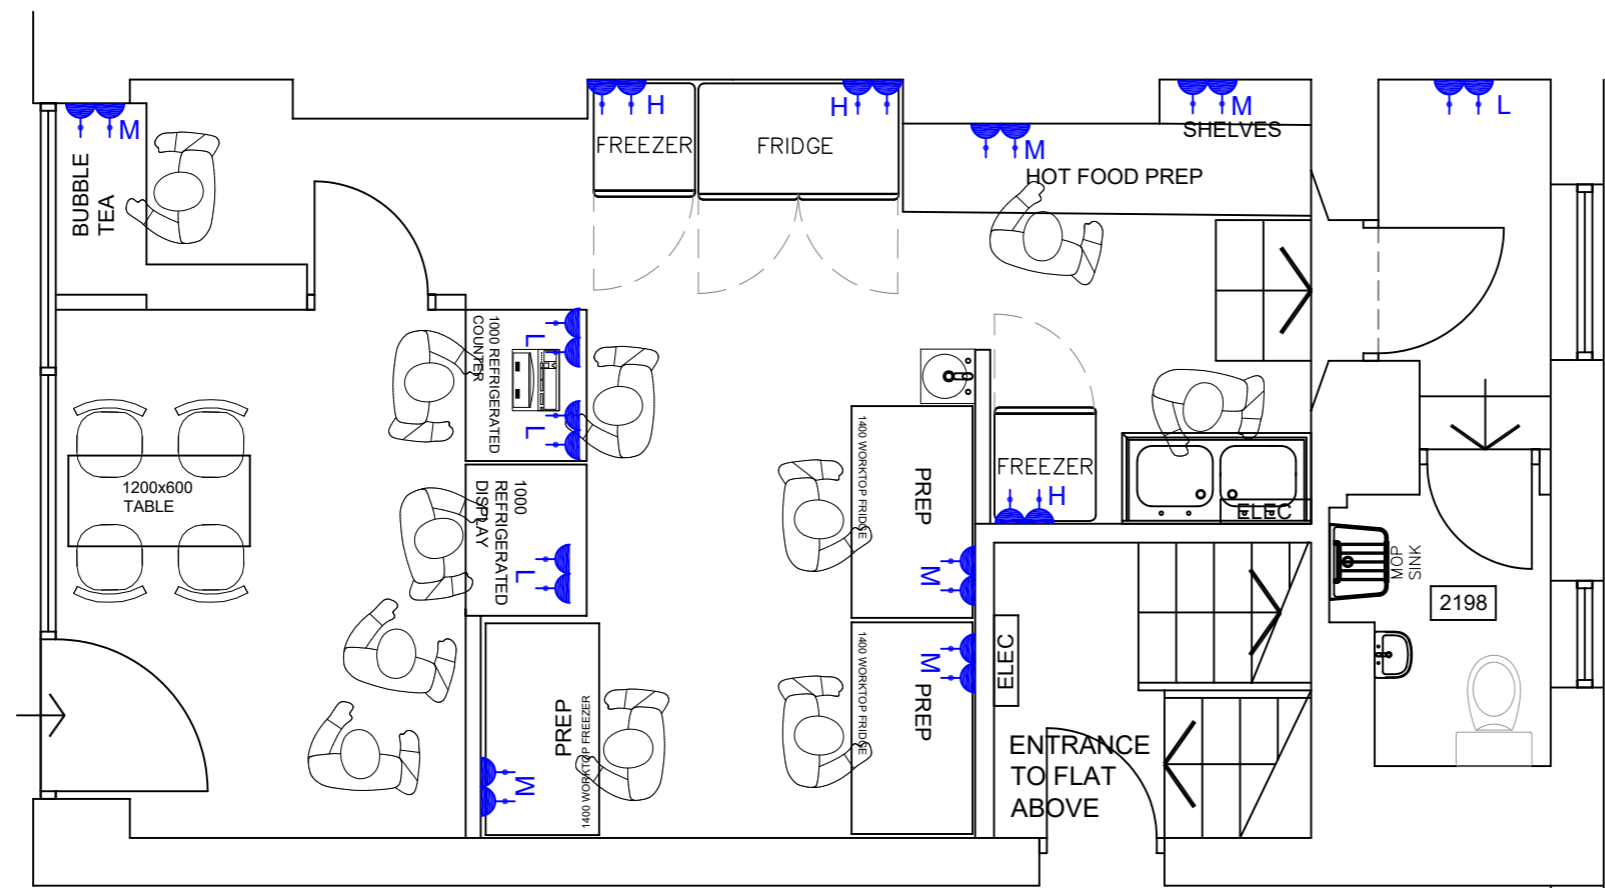 M
BUBBLE
TEA
H
FREEZER
H
FRIDGE
M
HOT FOOD PREP
M
SHELVES
L
1000 REFRIGERATED
COUNTER
L
L
1200x600
TABLE
1000
REFRIGERATED
DISPLAY
L
PREP
1400 WORKTOP FREEZER
M
1400 WORKTOP FRIDGE
PREP
M
1400 WORKTOP FRIDGE
PREP
M
FREEZER
H
ELEC
ELEC
ENTRANCE
TO FLAT
ABOVE
MOP
SINK
2198